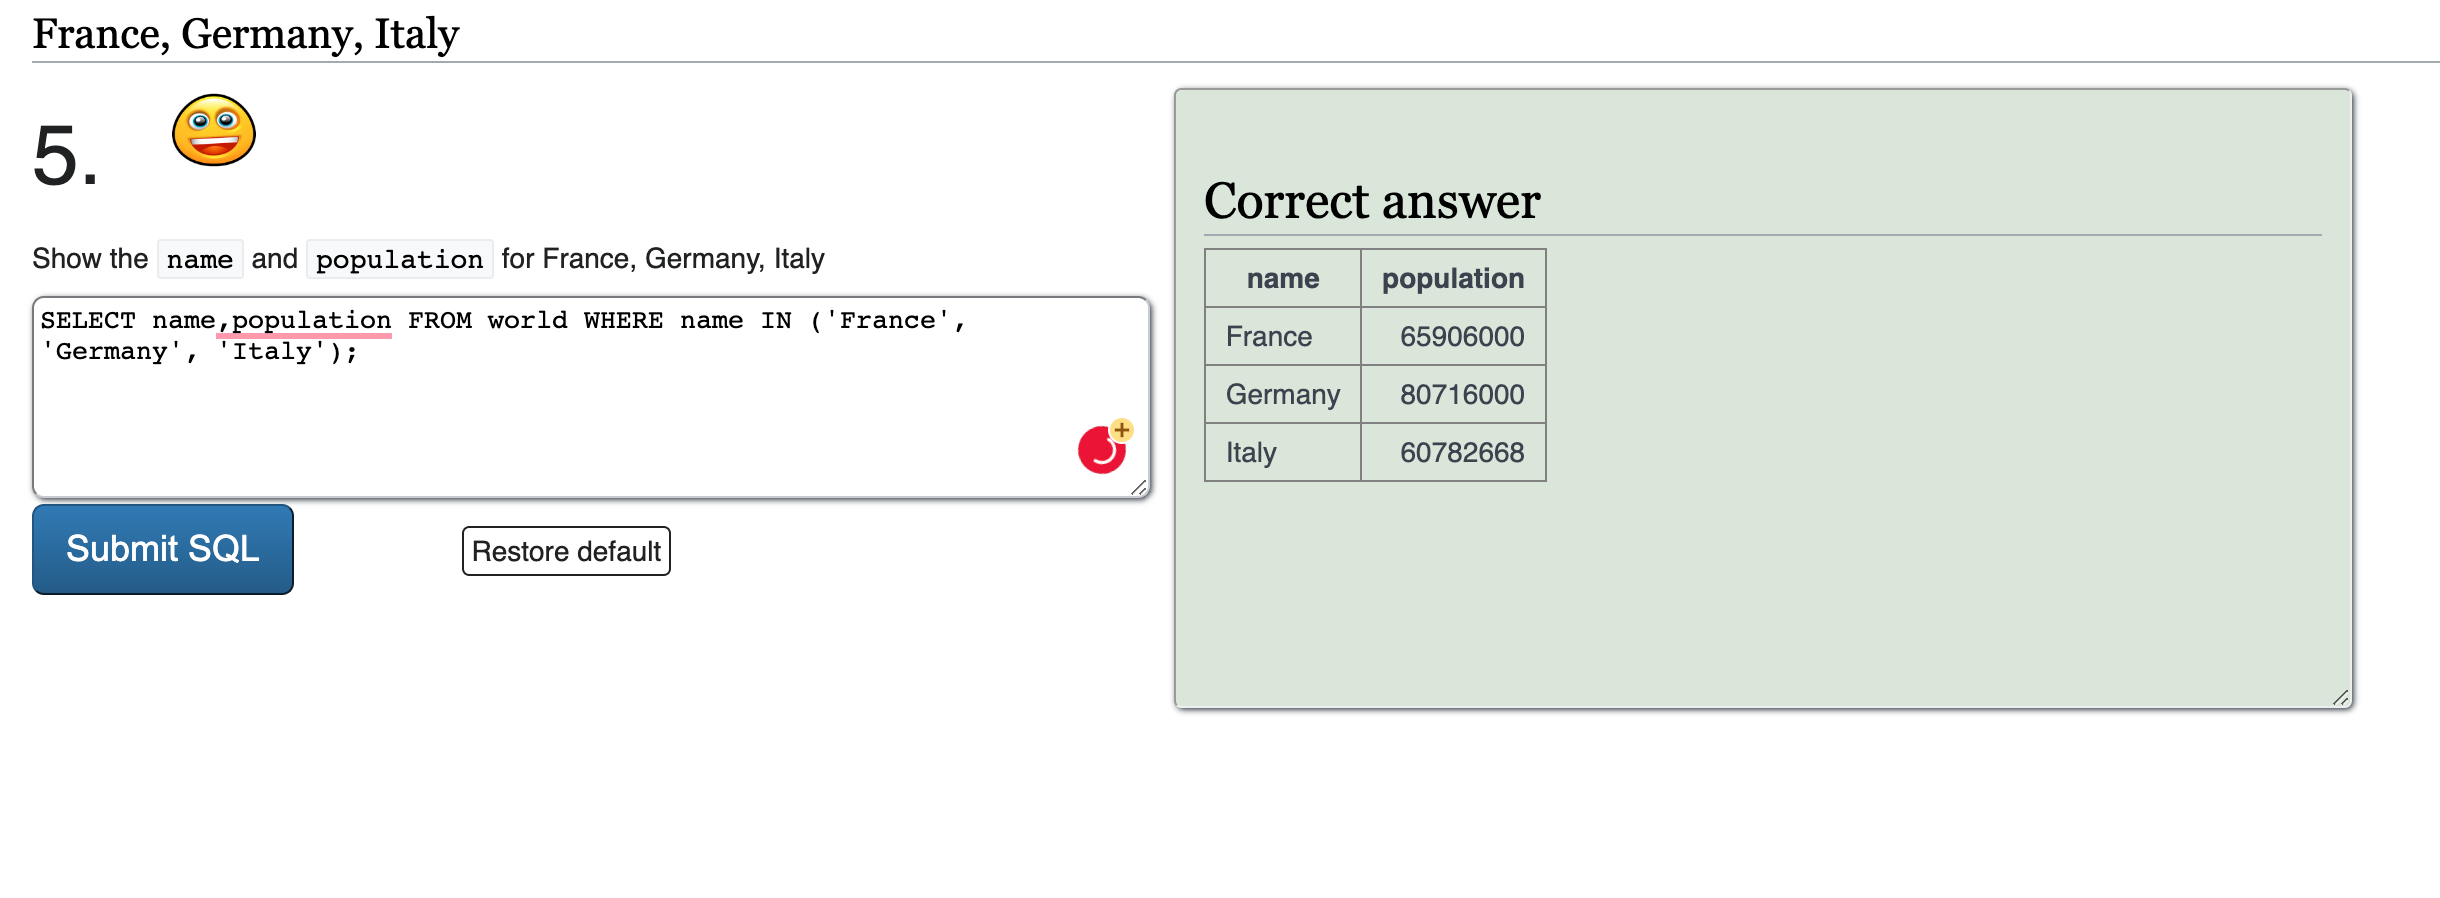 France, Germany, Italy
5.
Show the name and population for France, Germany, Italy
SELECT name,population FROM world WHERE name IN ('France',
'Germany', 'Italy');
Submit SQL
Restore default
Correct answer
name population
France 65906000
Germany 80716000
Italy 60782668